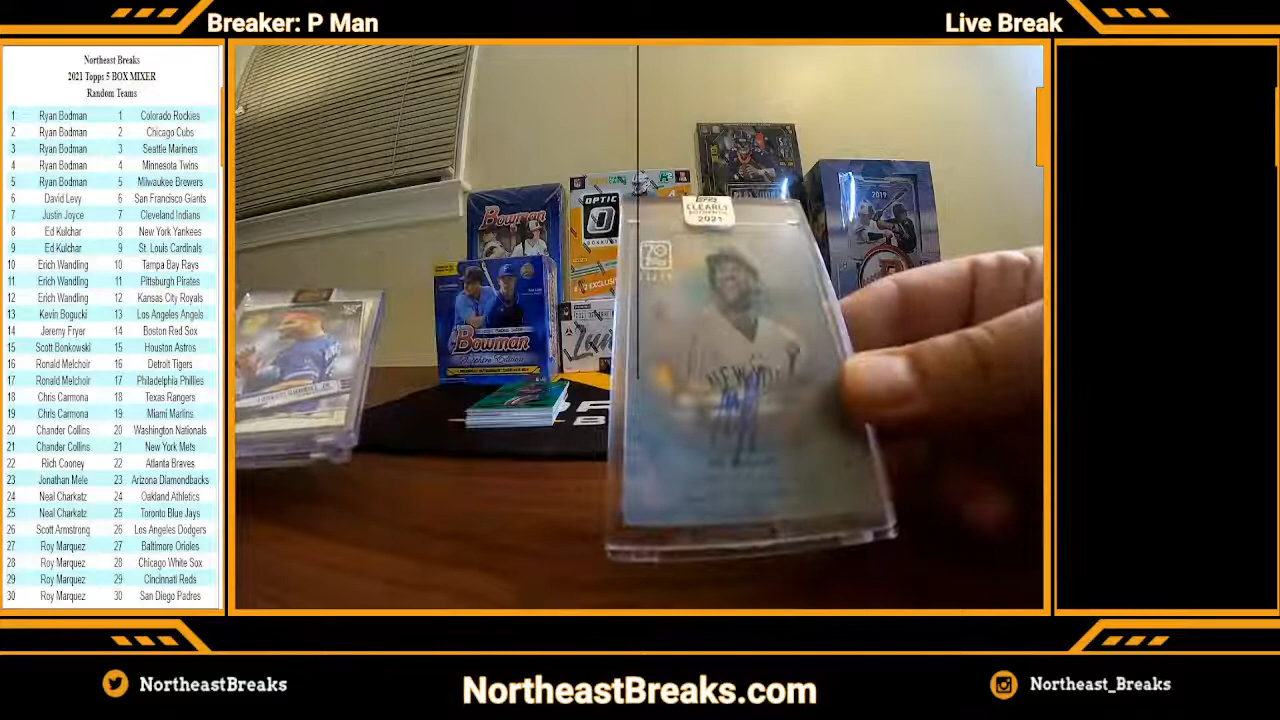 Breaker: P Man
Live Break
Northeast Breaks
2021 Topps 5 BOX MIXER
Random Teams
1 Ryan Bodman 1 Colorado Rockies
2 Ryan Bodman 2 Chicago Cubs
3 Ryan Bodman 3 Seattle Mariners
4 Ryan Bodman 4 Minnesota Twins
5 Ryan Bodman 5 Milwaukee Brewers
6 David Levy 6 San Francisco Giants
7 Justin Joyce 7 Cleveland Indians
8 Ed Kulchar 8 New York Yankees
9 Ed Kulchar 9 St. Louis Cardinals
10 Erich Wandling 10 Tampa Bay Rays
11 Erich Wandling 11 Pittsburgh Pirates
12 Erich Wandling 12 Kansas City Royals
13 Kevin Bogucki 13 Los Angeles Angels
14 Jeremy Fryer 14 Boston Red Sox
15 Scott Bonkowski 15 Houston Astros
16 Ronald Melchoir 16 Detroit Tigers
17 Ronald Melchoir 17 Philadelphia Phillies
18 Chris Carmona 18 Texas Rangers
19 Chris Carmona 19 Miami Marlins
20 Chander Collins 20 Washington Nationals
21 Chander Collins 21 New York Mets
22 Rich Cooney 22 Atlanta Braves
23 Jonathan Mele 23 Arizona Diamondbacks
24 Neal Charkatz 24 Oakland Athletics
25 Neal Charkatz 25 Toronto Blue Jays
26 Scott Armstrong 26 Los Angeles Dodgers
27 Roy Marquez 27 Baltimore Orioles
28 Roy Marquez 28 Chicago White Sox
29 Roy Marquez 29 Cincinnati Reds
30 Roy Marquez 30 San Diego Padres
Bowman
OPTIC
2019
TOPPS
CLEARLY
AUTHENTIC
2021
70
Bowman
NEW YORK
NortheastBreaks
NortheastBreaks.com
Northeast_Breaks